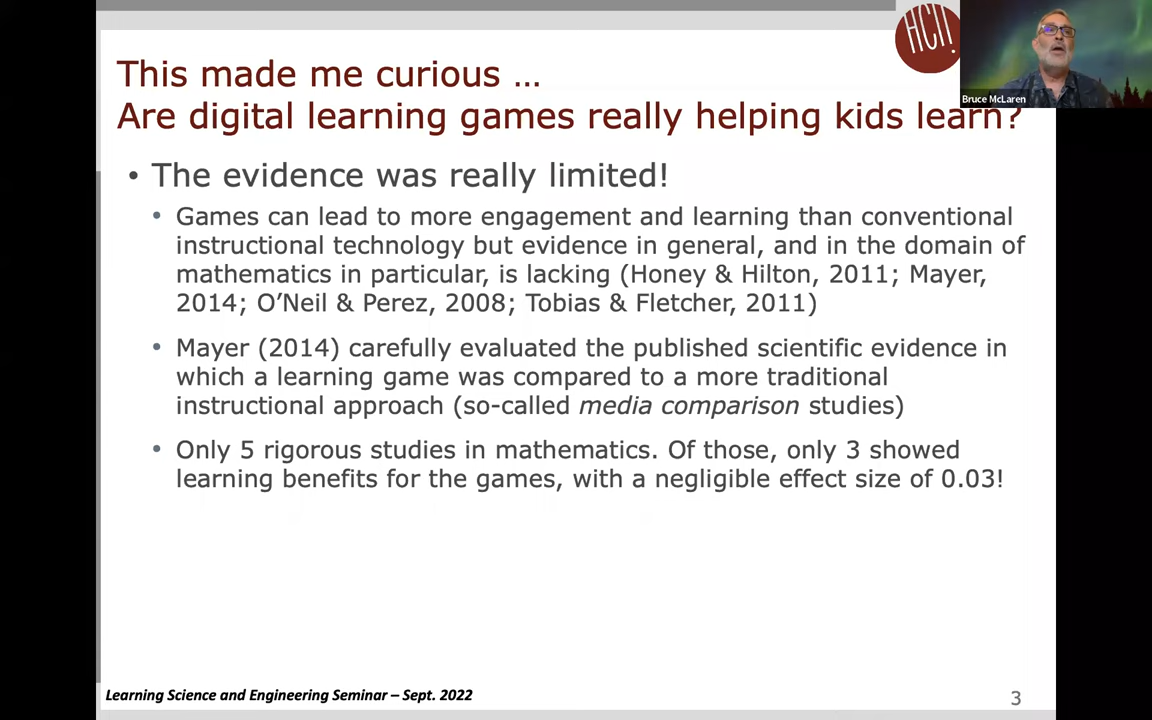 HCII!
Bruce McLaren
This made me curious …
Are digital learning games really helping kids learn?
• The evidence was really limited!
• Games can lead to more engagement and learning than conventional
instructional technology but evidence in general, and in the domain of
mathematics in particular, is lacking (Honey & Hilton, 2011; Mayer,
2014; O’Neil & Perez, 2008; Tobias & Fletcher, 2011)
• Mayer (2014) carefully evaluated the published scientific evidence in
which a learning game was compared to a more traditional
instructional approach (so-called media comparison studies)
• Only 5 rigorous studies in mathematics. Of those, only 3 showed
learning benefits for the games, with a negligible effect size of 0.03!
Learning Science and Engineering Seminar – Sept. 2022
3